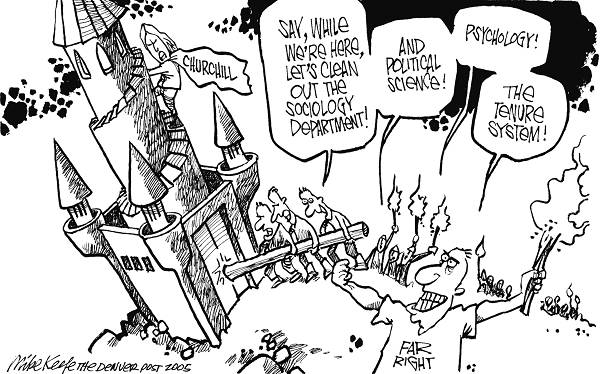 CHURCHILL
SAY, WHILE
WE'RE HERE,
LET'S CLEAN
OUT THE
SOCIOLOGY
DEPARTMENT!
AND
POLITICAL
SCIENCE!
PSYCHOLOGY!
THE
TENURE
SYSTEM!
FAR
RIGHT
Mike Keefe THE DENVER POST 2005